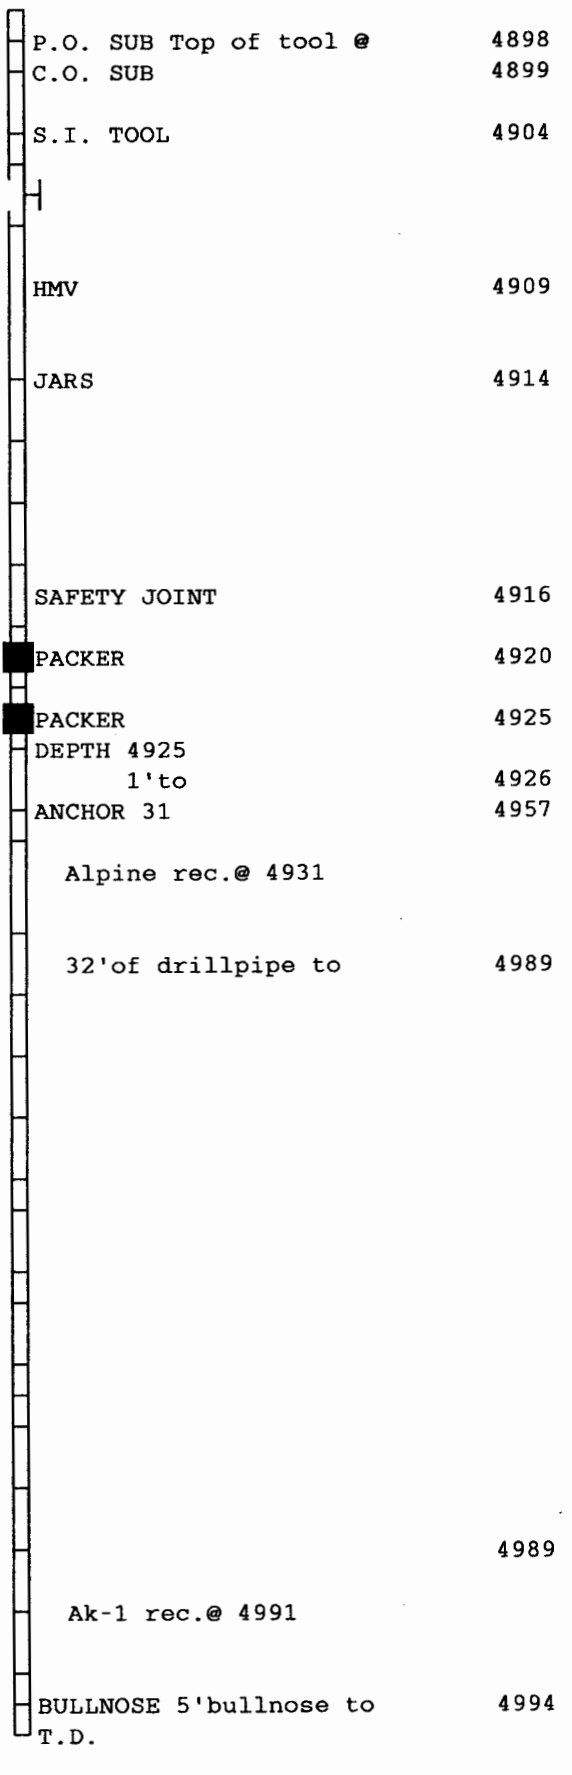 P.O. SUB Top of tool @ 4898
C.O. SUB 4899
S.I. TOOL 4904
HMV 4909
JARS 4914
SAFETY JOINT 4916
PACKER 4920
PACKER 4925
DEPTH 4925
1'to 4926
ANCHOR 31 4957
Alpine rec.@ 4931
32'of drillpipe to 4989
4989
Ak-1 rec.@ 4991
BULLNOSE 5'bullnose to 4994
T.D.